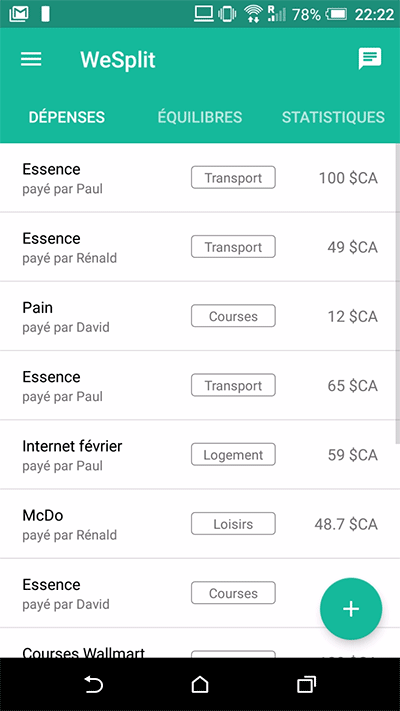 78% 22:22
WeSplit
DÉPENSES ÉQUILIBRES STATISTIQUES
Essence
payé par Paul
Transport
100 $CA
Essence
payé par Rénald
Transport
49 $CA
Pain
payé par David
Courses
12 $CA
Essence
payé par Paul
Transport
65 $CA
Internet février
payé par Paul
Logement
59 $CA
McDo
payé par Rénald
Loisirs
48.7 $CA
Essence
payé par David
Courses
Courses Wallmart